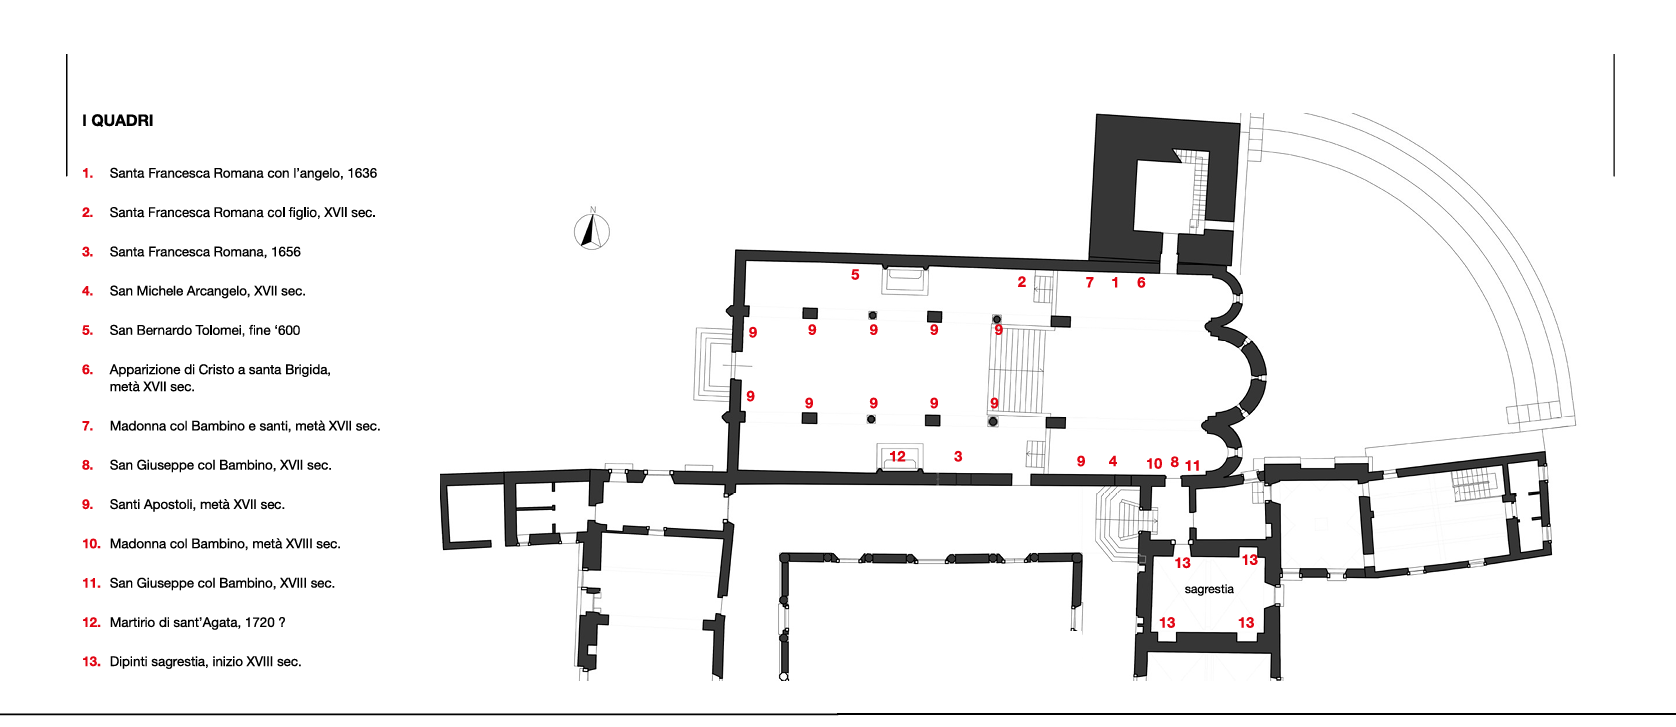 I QUADRI
1. Santa Francesca Romana con l'angelo, 1636
2. Santa Francesca Romana col figlio, XVII sec.
3. Santa Francesca Romana, 1656
4. San Michele Arcangelo, XVII sec.
5. San Bernardo Tolomei, fine ‘600
6. Apparizione di Cristo a santa Brigida,
metà XVII sec.
7. Madonna col Bambino e santi, metà XVII sec.
8. San Giuseppe col Bambino, XVII sec.
9. Santi Apostoli, metà XVII sec.
10. Madonna col Bambino, metà XVIII sec.
11. San Giuseppe col Bambino, XVIII sec.
12. Martirio di sant'Agata, 1720 ?
13. Dipinti sagrestia, inizio XVIII sec.
N
5 2 7 1 6
9 9 9 9 9
9 9 9 9 9
12 3 9 4 10 8 11
13 13
sagrestia
13 13